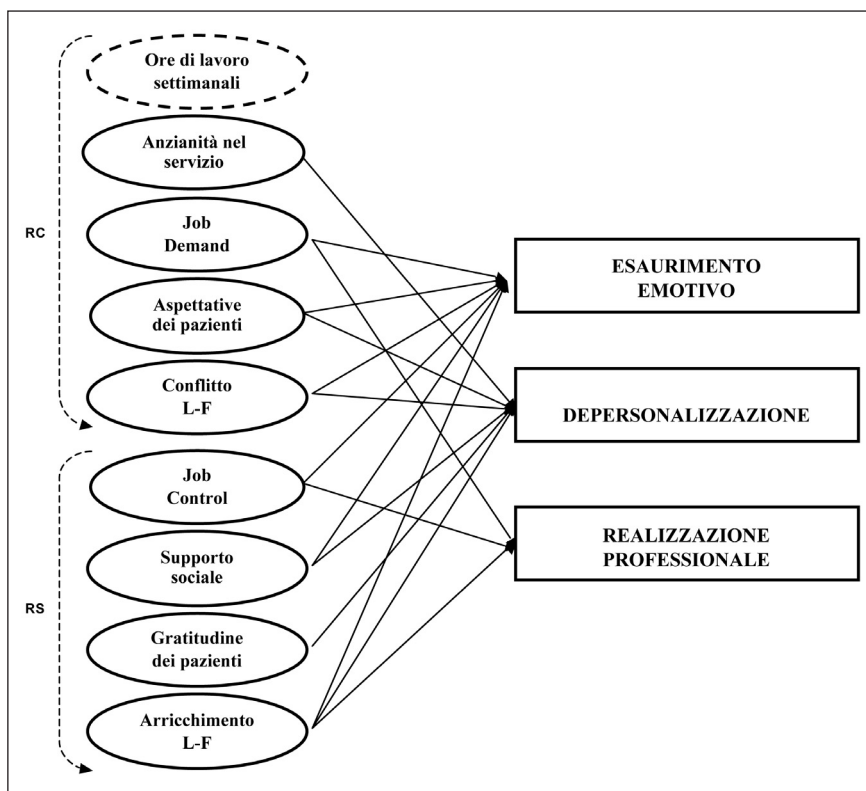 Ore di lavoro
settimanali
Anzianità nel
servizio
RC
Job
Demand
Aspettative
dei pazienti
Conflitto
L-F
Job
Control
Supporto
sociale
RS
Gratitudine
dei pazienti
Arricchimento
L-F
ESAURIMENTO
EMOTIVO
DEPERSONALIZZAZIONE
REALIZZAZIONE
PROFESSIONALE